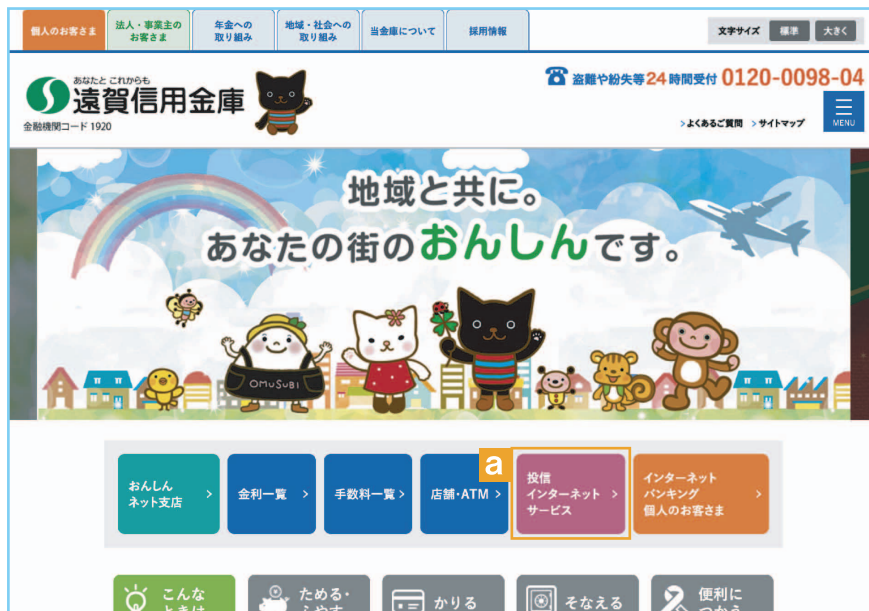 個人のお客さま
法人・事業主の
お客さま
年金への
取り組み
地域・社会への
取り組み
当金庫について
採用情報
文字サイズ
標準
大きく
あなたと これからも
遠賀信用金庫
金融機関コード 1920
盗難や紛失等24時間受付 0120-0098-04
>よくあるご質問 >サイトマップ
MENU
地域と共に。
あなたの街のおんしんです。
OMUSUBI
a
おんしん
ネット支店 >
金利一覧 >
手数料一覧 >
店舗・ATM >
投信
インターネット >
サービス
インターネット
バンキング >
個人のお客さま
こんな
ときは
ためる・
ふやす
かりる
そなえる
便利に
つかう